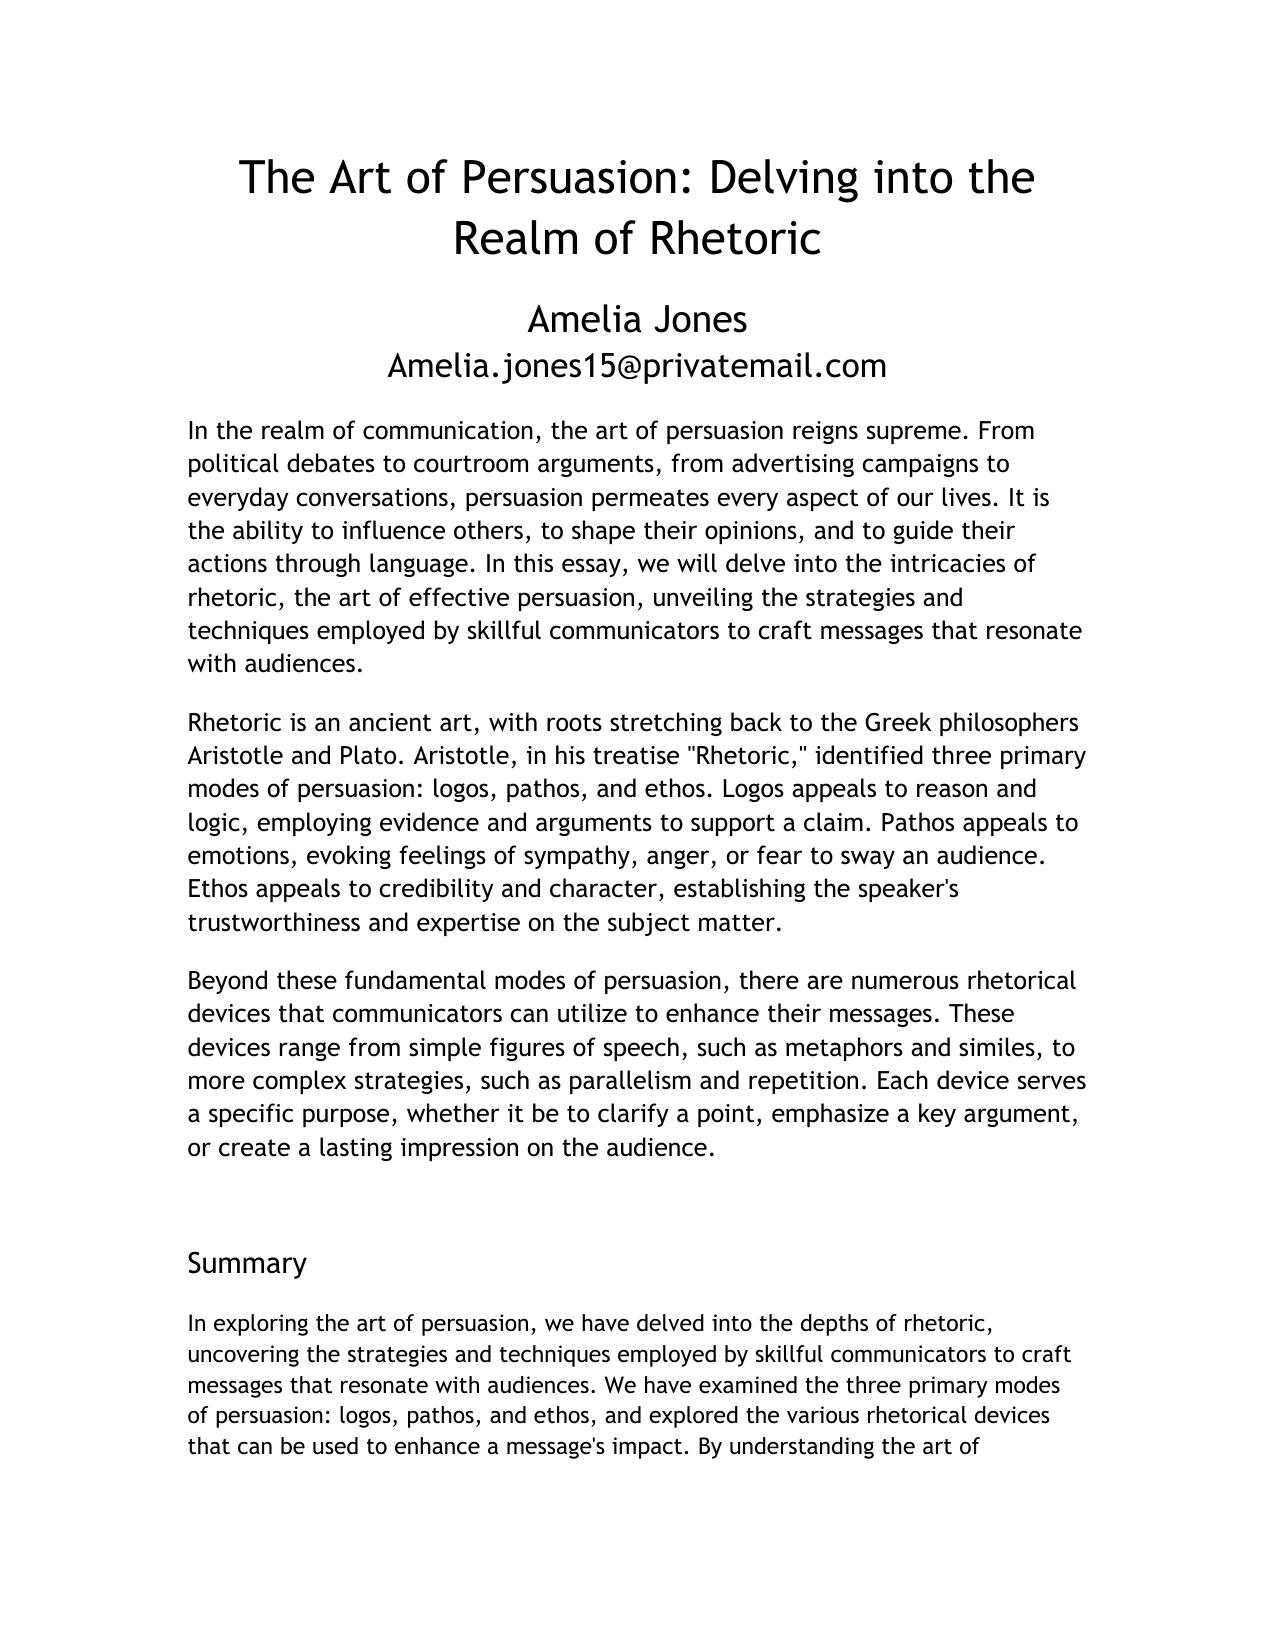 The Art of Persuasion: Delving into the
Realm of Rhetoric
Amelia Jones
Amelia.jones15@privatemail.com
In the realm of communication, the art of persuasion reigns supreme. From
political debates to courtroom arguments, from advertising campaigns to
everyday conversations, persuasion permeates every aspect of our lives. It is
the ability to influence others, to shape their opinions, and to guide their
actions through language. In this essay, we will delve into the intricacies of
rhetoric, the art of effective persuasion, unveiling the strategies and
techniques employed by skillful communicators to craft messages that resonate
with audiences.
Rhetoric is an ancient art, with roots stretching back to the Greek philosophers
Aristotle and Plato. Aristotle, in his treatise "Rhetoric," identified three primary
modes of persuasion: logos, pathos, and ethos. Logos appeals to reason and
logic, employing evidence and arguments to support a claim. Pathos appeals to
emotions, evoking feelings of sympathy, anger, or fear to sway an audience.
Ethos appeals to credibility and character, establishing the speaker's
trustworthiness and expertise on the subject matter.
Beyond these fundamental modes of persuasion, there are numerous rhetorical
devices that communicators can utilize to enhance their messages. These
devices range from simple figures of speech, such as metaphors and similes, to
more complex strategies, such as parallelism and repetition. Each device serves
a specific purpose, whether it be to clarify a point, emphasize a key argument,
or create a lasting impression on the audience.
Summary
In exploring the art of persuasion, we have delved into the depths of rhetoric,
uncovering the strategies and techniques employed by skillful communicators to craft
messages that resonate with audiences. We have examined the three primary modes
of persuasion: logos, pathos, and ethos, and explored the various rhetorical devices
that can be used to enhance a message's impact. By understanding the art of